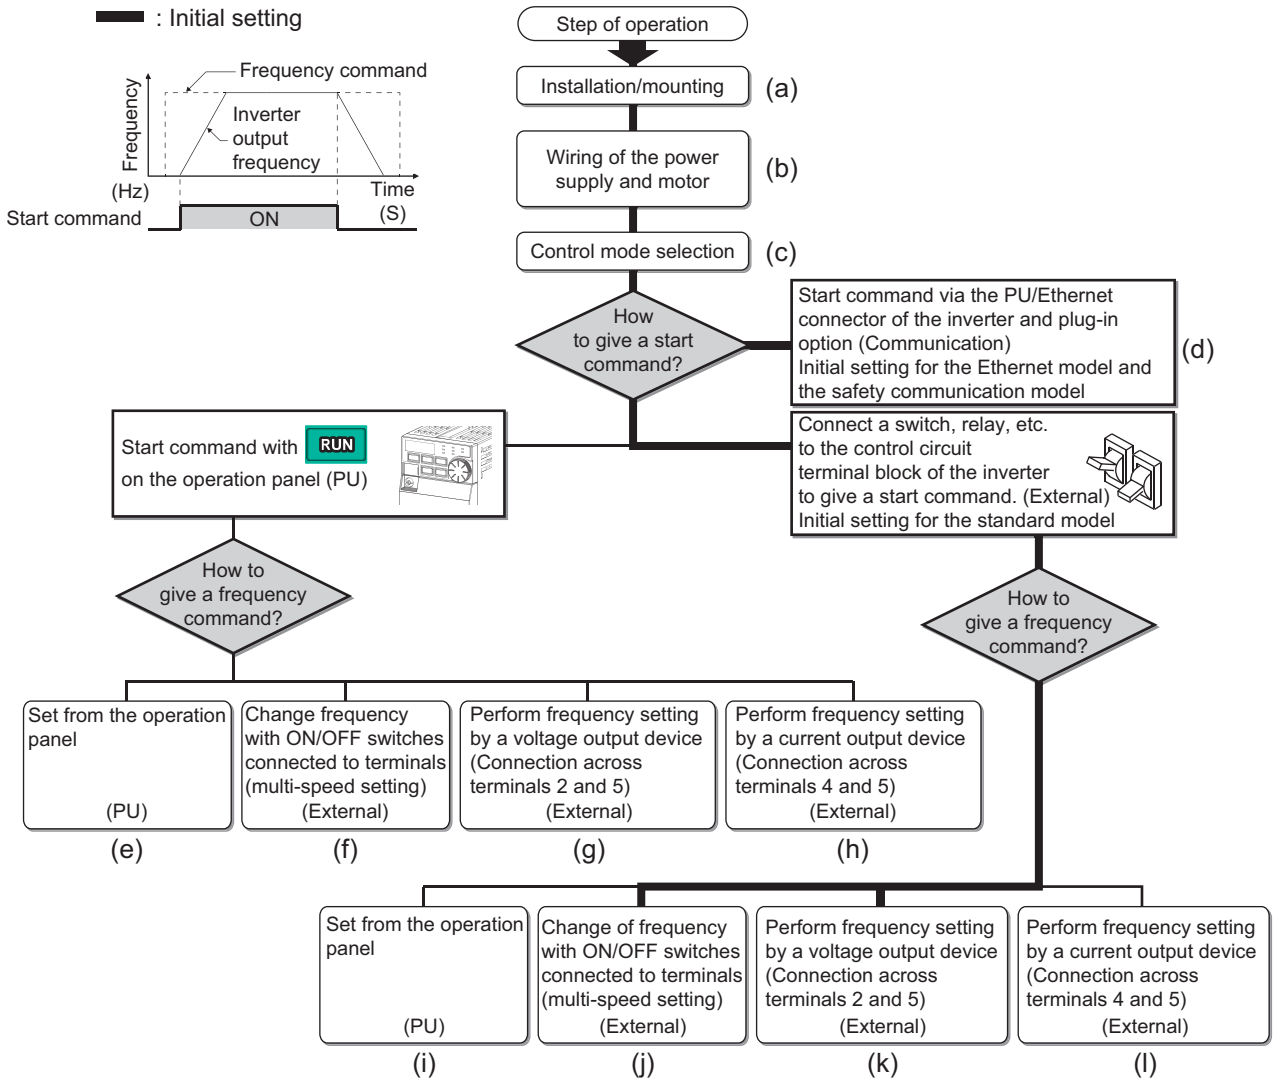 : Initial setting
Step of operation
Frequency command
Frequency
Inverter
output
frequency
(Hz)
Time
(S)
Start command
ON
Installation/mounting
(a)
Wiring of the power
supply and motor
(b)
Control mode selection
(c)
How
to give a start
command?
Start command via the PU/Ethernet
connector of the inverter and plug-in
option (Communication)
Initial setting for the Ethernet model and
the safety communication model
(d)
Start command with RUN
on the operation panel (PU)
Connect a switch, relay, etc.
to the control circuit
terminal block of the inverter
to give a start command. (External)
Initial setting for the standard model
How to
give a frequency
command?
How to
give a frequency
command?
Set from the operation
panel
(PU)
(e)
Change frequency
with ON/OFF switches
connected to terminals
(multi-speed setting)
(External)
(f)
Perform frequency setting
by a voltage output device
(Connection across
terminals 2 and 5)
(External)
(g)
Perform frequency setting
by a current output device
(Connection across
terminals 4 and 5)
(External)
(h)
Set from the operation
panel
(PU)
(i)
Change of frequency
with ON/OFF switches
connected to terminals
(multi-speed setting)
(External)
(j)
Perform frequency setting
by a voltage output device
(Connection across
terminals 2 and 5)
(External)
(k)
Perform frequency setting
by a current output device
(Connection across
terminals 4 and 5)
(External)
(l)